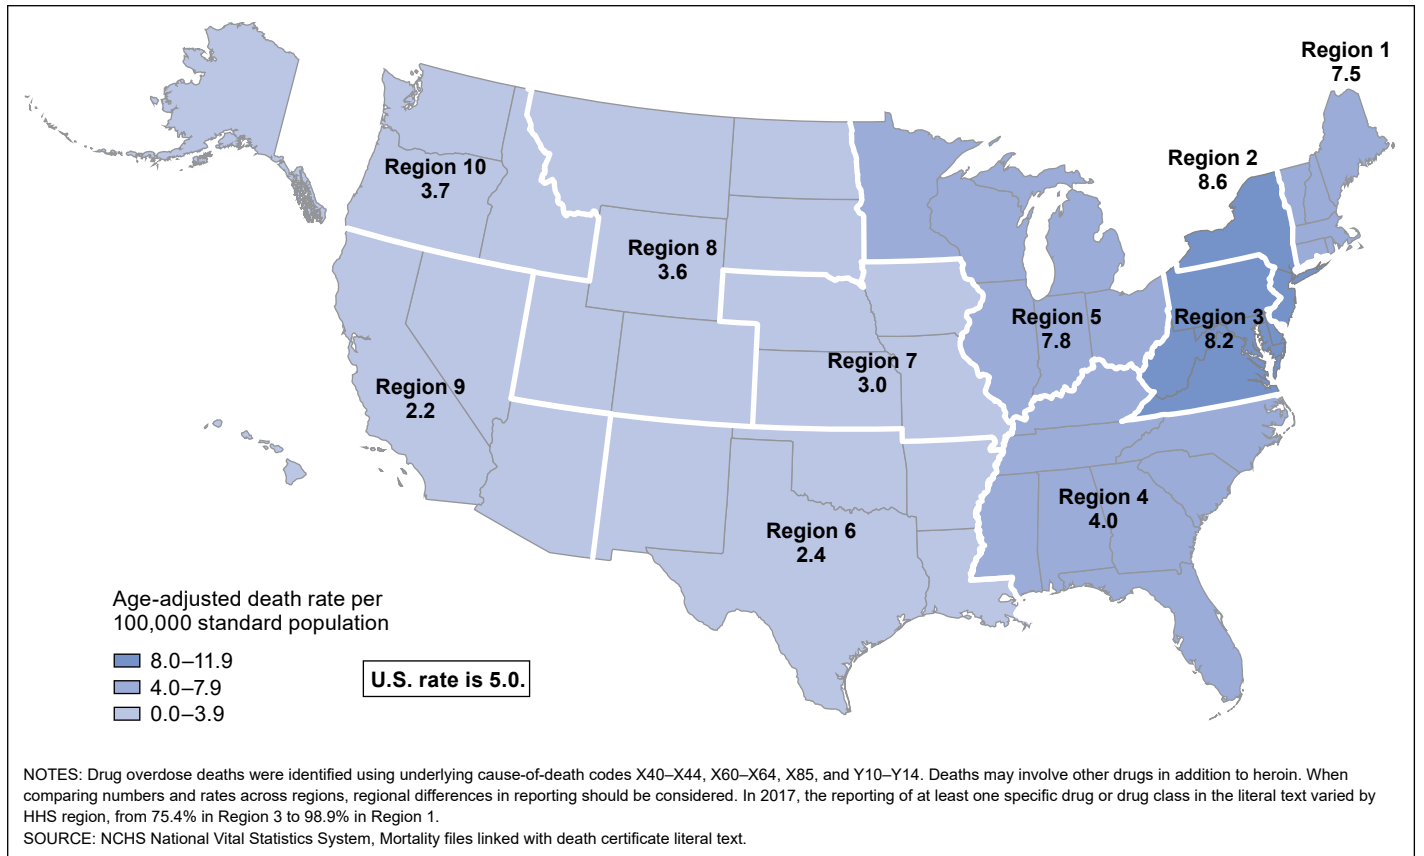 Region 1
7.5
Region 2
8.6
Region 10
3.7
Region 8
3.6
Region 5
7.8
Region 3
8.2
Region 7
3.0
Region 9
2.2
Region 4
4.0
Region 6
2.4
Age-adjusted death rate per
100,000 standard population
8.0–11.9
4.0–7.9
0.0–3.9
U.S. rate is 5.0.
NOTES: Drug overdose deaths were identified using underlying cause-of-death codes X40–X44, X60–X64, X85, and Y10–Y14. Deaths may involve other drugs in addition to heroin. When
comparing numbers and rates across regions, regional differences in reporting should be considered. In 2017, the reporting of at least one specific drug or drug class in the literal text varied by
HHS region, from 75.4% in Region 3 to 98.9% in Region 1.
SOURCE: NCHS National Vital Statistics System, Mortality files linked with death certificate literal text.